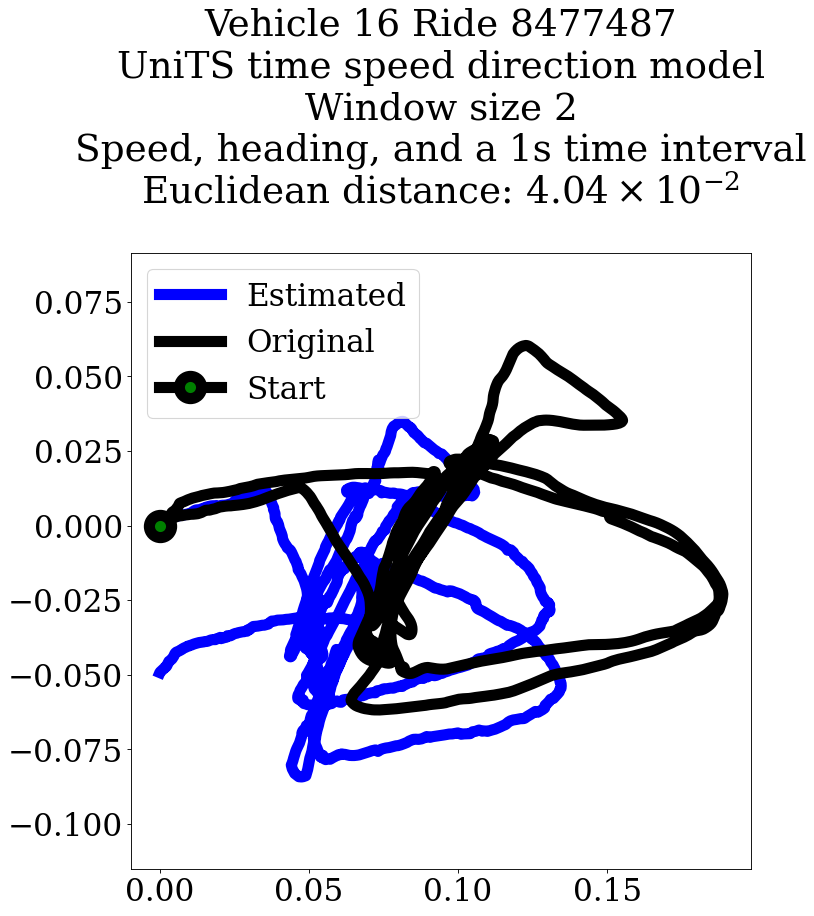 Vehicle 16 Ride 8477487
UniTS time speed direction model
Window size 2
Speed, heading, and a 1s time interval
Euclidean distance: 4.04 × 10⁻²
Estimated
Original
Start
0.075
0.050
0.025
0.000
−0.025
−0.050
−0.075
−0.100
0.00 0.05 0.10 0.15